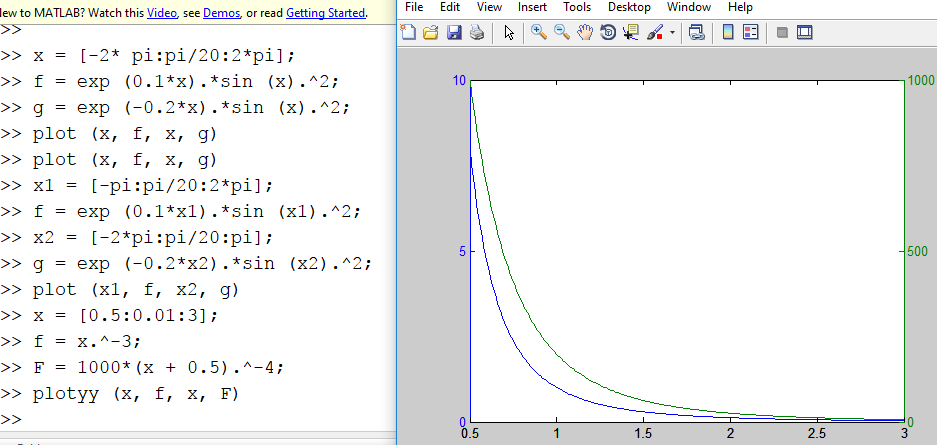 lew to MATLAB? Watch this Video, see Demos, or read Getting Started.
>>
>> x = [-2* pi:pi/20:2*pi];
>> f = exp (0.1*x).*sin (x).^2;
>> g = exp (-0.2*x).*sin (x).^2;
>> plot (x, f, x, g)
>> plot (x, f, x, g)
>> x1 = [-pi:pi/20:2*pi];
>> f = exp (0.1*x1).*sin (x1).^2;
>> x2 = [-2*pi:pi/20:pi];
>> g = exp (-0.2*x2).*sin (x2).^2;
>> plot (x1, f, x2, g)
>> x = [0.5:0.01:3];
>> f = x.^-3;
>> F = 1000*(x + 0.5).^-4;
>> plotyy (x, f, x, F)
>>
File Edit View Insert Tools Desktop Window Help
10 1000
5 500
0 0
0.5 1 1.5 2 2.5 3